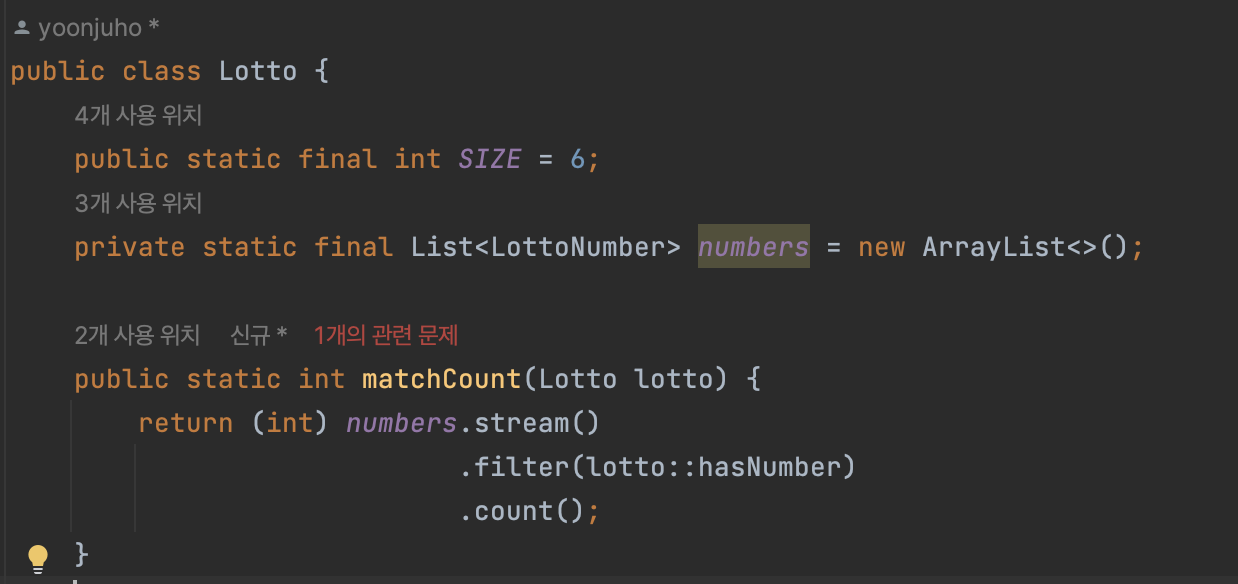 yoonjuho *
public class Lotto {
4개 사용 위치
public static final int SIZE = 6;
3개 사용 위치
private static final List<LottoNumber> numbers = new ArrayList<>();
2개 사용 위치 신규 * 1개의 관련 문제
public static int matchCount(Lotto lotto) {
return (int) numbers.stream()
.filter(lotto::hasNumber)
.count();
}